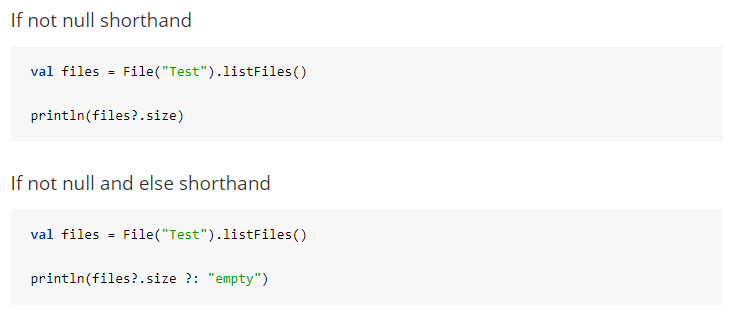 If not null shorthand
val files = File("Test").listFiles()
println(files?.size)
If not null and else shorthand
val files = File("Test").listFiles()
println(files?.size ?: "empty")